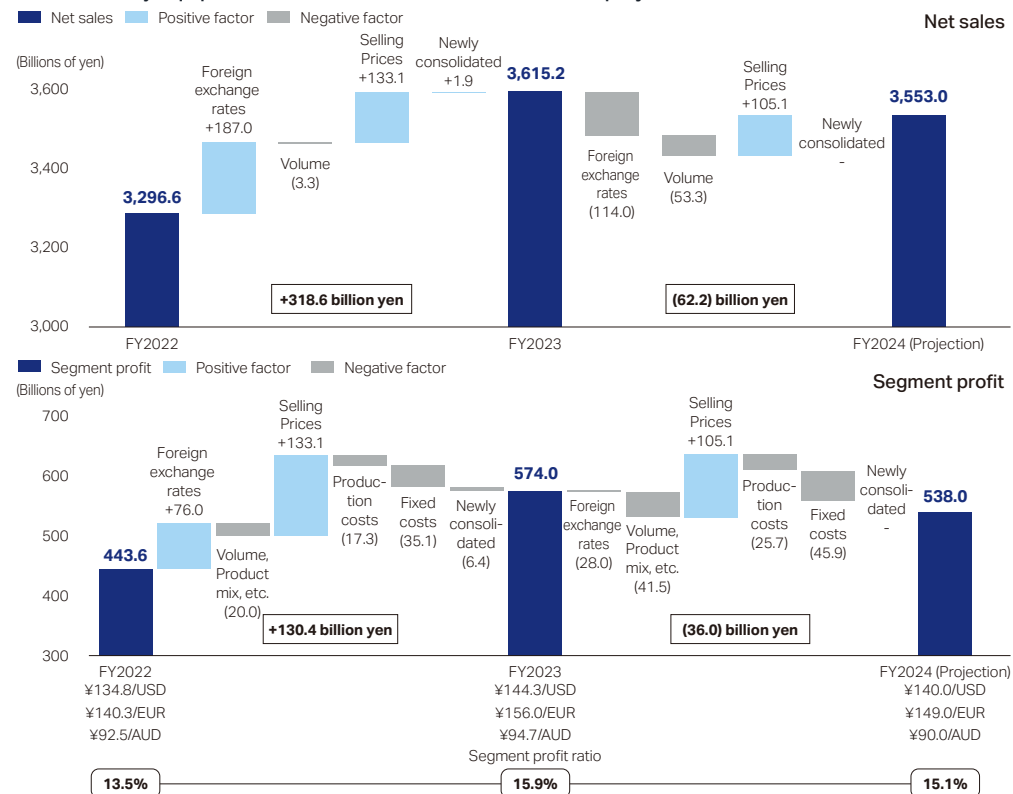 Net sales
Positive factor
Negative factor
Net sales
(Billions of yen)
3,600
3,400
3,200
3,000
3,296.6
Foreign
exchange
rates
+187.0
Volume
(3.3)
Selling
Prices
+133.1
Newly
consolidated
+1.9
3,615.2
Foreign
exchange
rates
(114.0)
Volume
(53.3)
Selling
Prices
+105.1
Newly
consolidated
-
3,553.0
+318.6 billion yen
(62.2) billion yen
FY2022
FY2023
FY2024 (Projection)
Segment profit
Positive factor
Negative factor
Segment profit
(Billions of yen)
700
600
500
400
300
443.6
Foreign
exchange
rates
+76.0
Volume,
Product
mix, etc.
(20.0)
Selling
Prices
+133.1
Produc-
tion
costs
(17.3)
Fixed
costs
(35.1)
Newly
consoli-
dated
(6.4)
574.0
Foreign
exchange
rates
(28.0)
Volume,
Product
mix, etc.
(41.5)
Selling
Prices
+105.1
Produc-
tion
costs
(25.7)
Fixed
costs
(45.9)
Newly
consoli-
dated
-
538.0
+130.4 billion yen
(36.0) billion yen
FY2022
¥134.8/USD
¥140.3/EUR
¥92.5/AUD
FY2023
¥144.3/USD
¥156.0/EUR
¥94.7/AUD
FY2024 (Projection)
¥140.0/USD
¥149.0/EUR
¥90.0/AUD
Segment profit ratio
13.5%
15.9%
15.1%